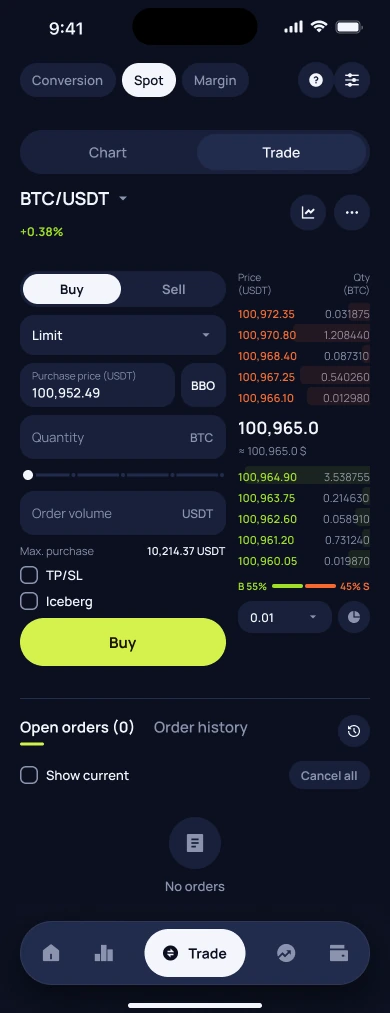 9:41
Conversion Spot Margin
Chart Trade
BTC/USDT
+0.38%
Buy Sell
Limit
Purchase price (USDT)
100,952.49
BBO
Quantity BTC
Order volume USDT
Max. purchase 10,214.37 USDT
TP/SL
Iceberg
Buy
Price Qty
(USDT) (BTC)
100,972.35 0.031875
100,970.80 1.208440
100,968.40 0.087310
100,967.25 0.540260
100,966.10 0.012980
100,965.0
≈ 100,965.0 $
100,964.90 3.538755
100,963.75 0.214630
100,962.60 0.058910
100,961.20 0.731240
100,960.05 0.019870
B 55% 45% S
0.01
Open orders (0) Order history
Show current Cancel all
No orders
Trade